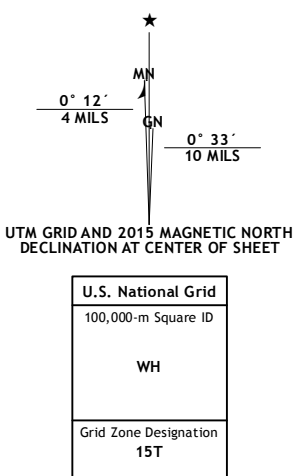 ★
MN
0° 12´
4 MILS
GN
0° 33´
10 MILS
UTM GRID AND 2015 MAGNETIC NORTH
DECLINATION AT CENTER OF SHEET
U.S. National Grid
100,000-m Square ID
WH
Grid Zone Designation
15T